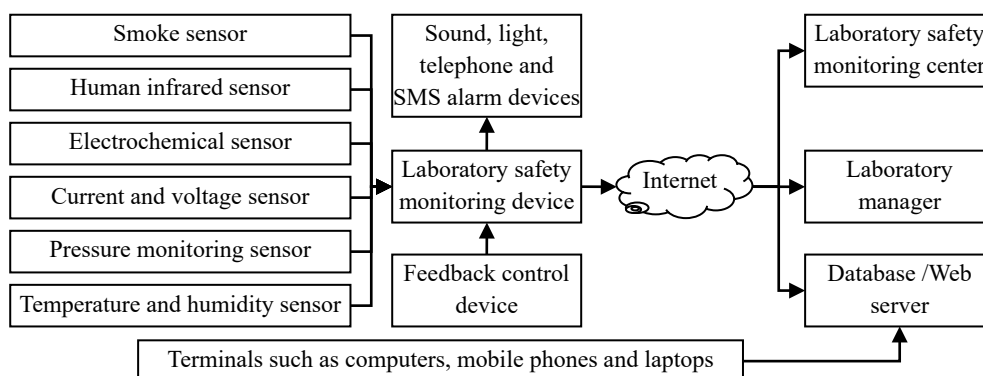 Smoke sensor
Human infrared sensor
Electrochemical sensor
Current and voltage sensor
Pressure monitoring sensor
Temperature and humidity sensor
Sound, light,
telephone and
SMS alarm devices
Laboratory safety
monitoring device
Feedback control
device
Internet
Laboratory safety
monitoring center
Laboratory
manager
Database /Web
server
Terminals such as computers, mobile phones and laptops